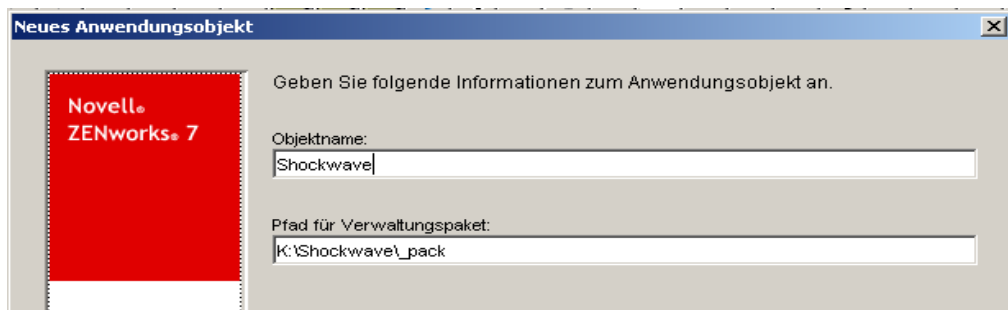 Neues Anwendungsobjekt
Novell®
ZENworks® 7
Geben Sie folgende Informationen zum Anwendungsobjekt an.
Objektname:
Shockwave
Pfad für Verwaltungspaket:
K:\Shockwave\_pack